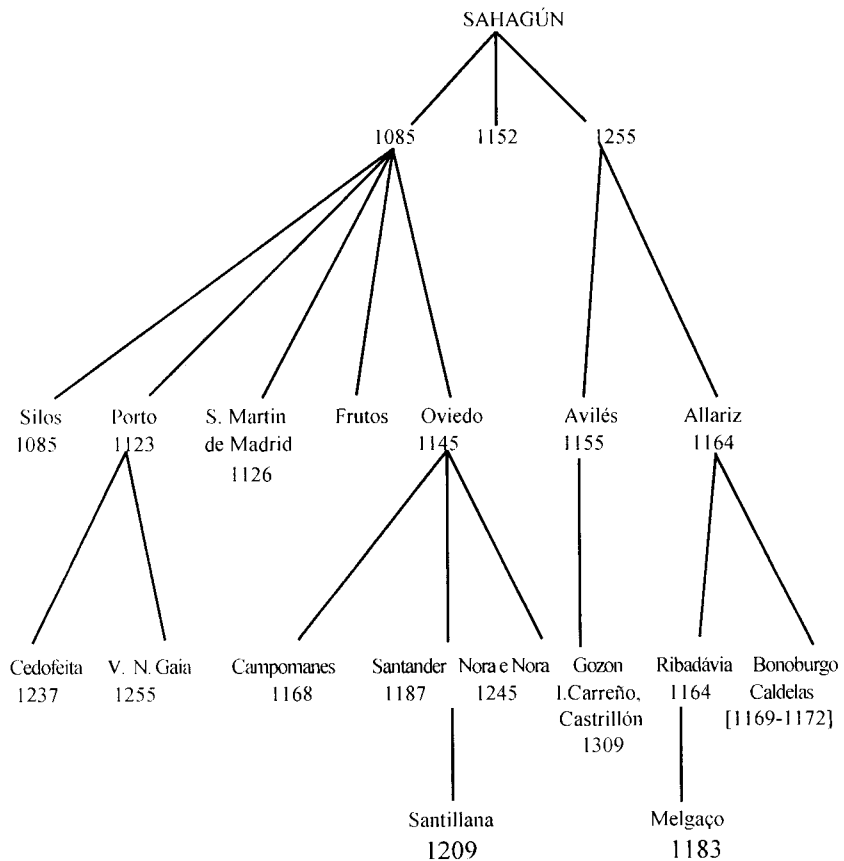 SAHAGÚN
1085 1152 1255
Silos Porto S. Martin Frutos Oviedo Avilés Allariz
1085 1123 de Madrid 1145 1155 1164
1126
Cedofeita V. N. Gaia Campomanes Santander Nora e Nora Gozon Ribadávia Bonoburgo
1237 1255 1168 1187 1245 I.Carreño, 1164 Caldelas
Castrillón [1169-1172]
1309
Santillana Melgaço
1209 1183